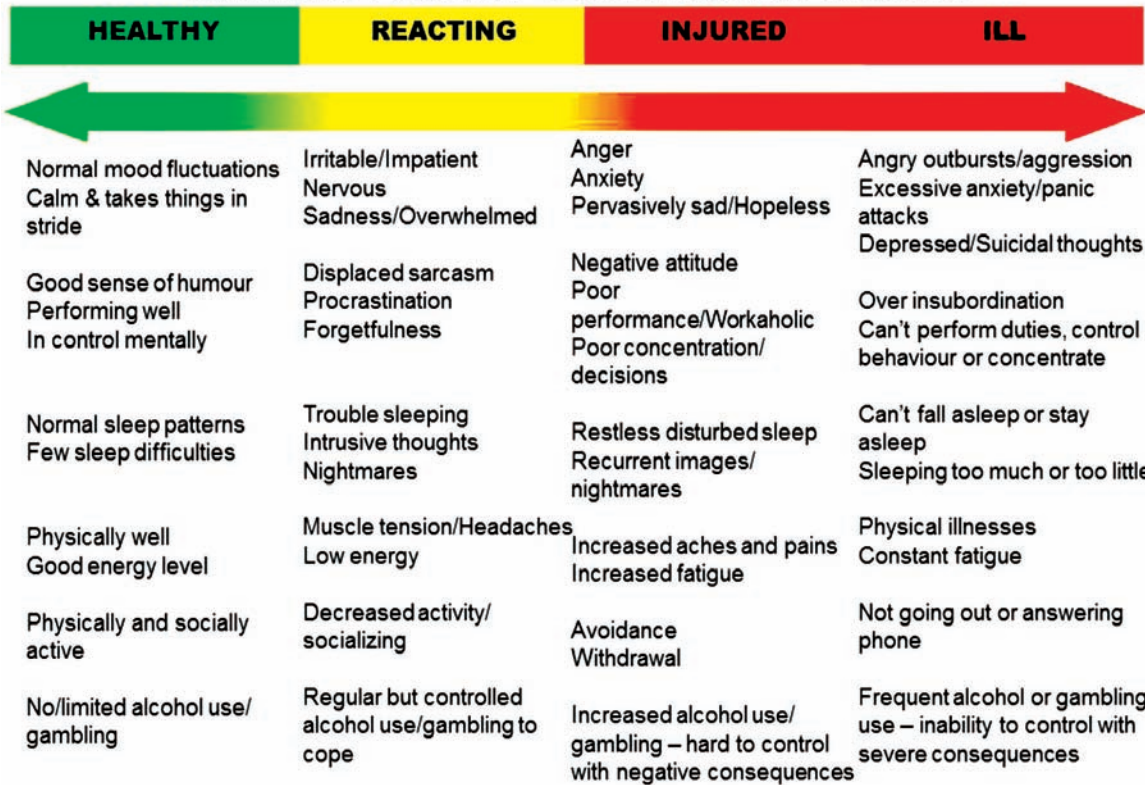 HEALTHY
REACTING
INJURED
ILL
Normal mood fluctuations
Calm & takes things in
stride
Good sense of humour
Performing well
In control mentally
Normal sleep patterns
Few sleep difficulties
Physically well
Good energy level
Physically and socially
active
No/limited alcohol use/
gambling
Irritable/Impatient
Nervous
Sadness/Overwhelmed
Displaced sarcasm
Procrastination
Forgetfulness
Trouble sleeping
Intrusive thoughts
Nightmares
Muscle tension/Headaches
Low energy
Decreased activity/
socializing
Regular but controlled
alcohol use/gambling to
cope
Anger
Anxiety
Pervasively sad/Hopeless
Negative attitude
Poor
performance/Workaholic
Poor concentration/
decisions
Restless disturbed sleep
Recurrent images/
nightmares
Increased aches and pains
Increased fatigue
Avoidance
Withdrawal
Increased alcohol use/
gambling – hard to control
with negative consequences
Angry outbursts/aggression
Excessive anxiety/panic
attacks
Depressed/Suicidal thoughts
Over insubordination
Can't perform duties, control
behaviour or concentrate
Can't fall asleep or stay
asleep
Sleeping too much or too little
Physical illnesses
Constant fatigue
Not going out or answering
phone
Frequent alcohol or gambling
use – inability to control with
severe consequences